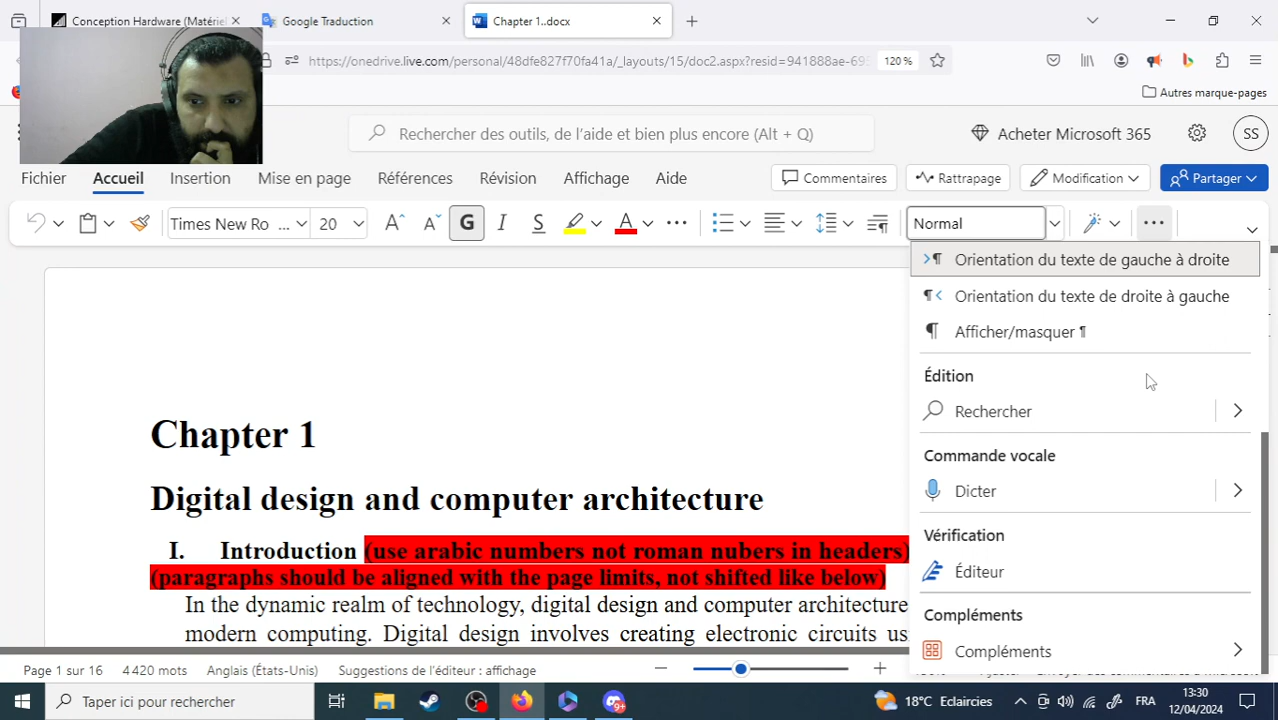 Conception Hardware (Matérie
Google Traduction
Chapter 1..docx
https://onedrive.live.com/personal/48dfe627f70fa41a/_layouts/15/doc2.aspx?resid=941888ae-69
120 %
Autres marque-pages
Rechercher des outils, de l'aide et bien plus encore (Alt + Q)
Acheter Microsoft 365
SS
Fichier
Accueil
Insertion
Mise en page
Références
Révision
Affichage
Aide
Commentaires
Rattrapage
Modification
Partager
Times New Ro ...
20
G
I
S
A
Normal
Orientation du texte de gauche à droite
Orientation du texte de droite à gauche
Afficher/masquer ¶
Édition
Rechercher
Commande vocale
Dicter
Vérification
Éditeur
Compléments
Compléments
Chapter 1
Digital design and computer architecture
I. Introduction (use arabic numbers not roman nubers in headers)
(paragraphs should be aligned with the page limits, not shifted like below)
In the dynamic realm of technology, digital design and computer architecture
modern computing. Digital design involves creating electronic circuits us
Page 1 sur 16
4 420 mots
Anglais (États-Unis)
Suggestions de l'éditeur : affichage
Taper ici pour rechercher
9+
18°C Eclaircies
FRA
13:30
12/04/2024